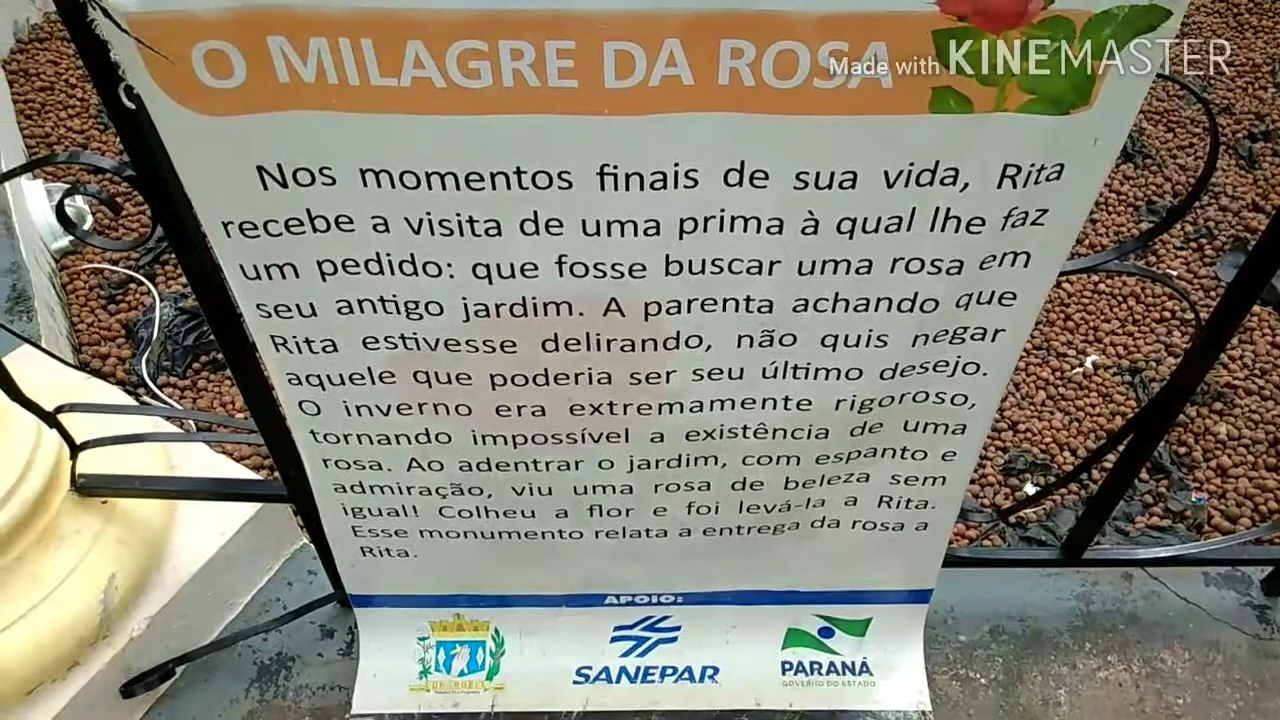 O MILAGRE DA ROSA
Made with KINEMASTER
Nos momentos finais de sua vida, Rita
recebe a visita de uma prima à qual lhe faz
um pedido: que fosse buscar uma rosa em
seu antigo jardim. A parenta achando que
Rita estivesse delirando, não quis negar
aquele que poderia ser seu último desejo.
O inverno era extremamente rigoroso,
tornando impossível a existência de uma
rosa. Ao adentrar o jardim, com espanto e
admiração, viu uma rosa de beleza sem
igual! Colheu a flor e foi levá-la a Rita.
Esse monumento relata a entrega da rosa a
Rita.
APOIO:
SANEPAR
PARANÁ
GOVERNO DO ESTADO